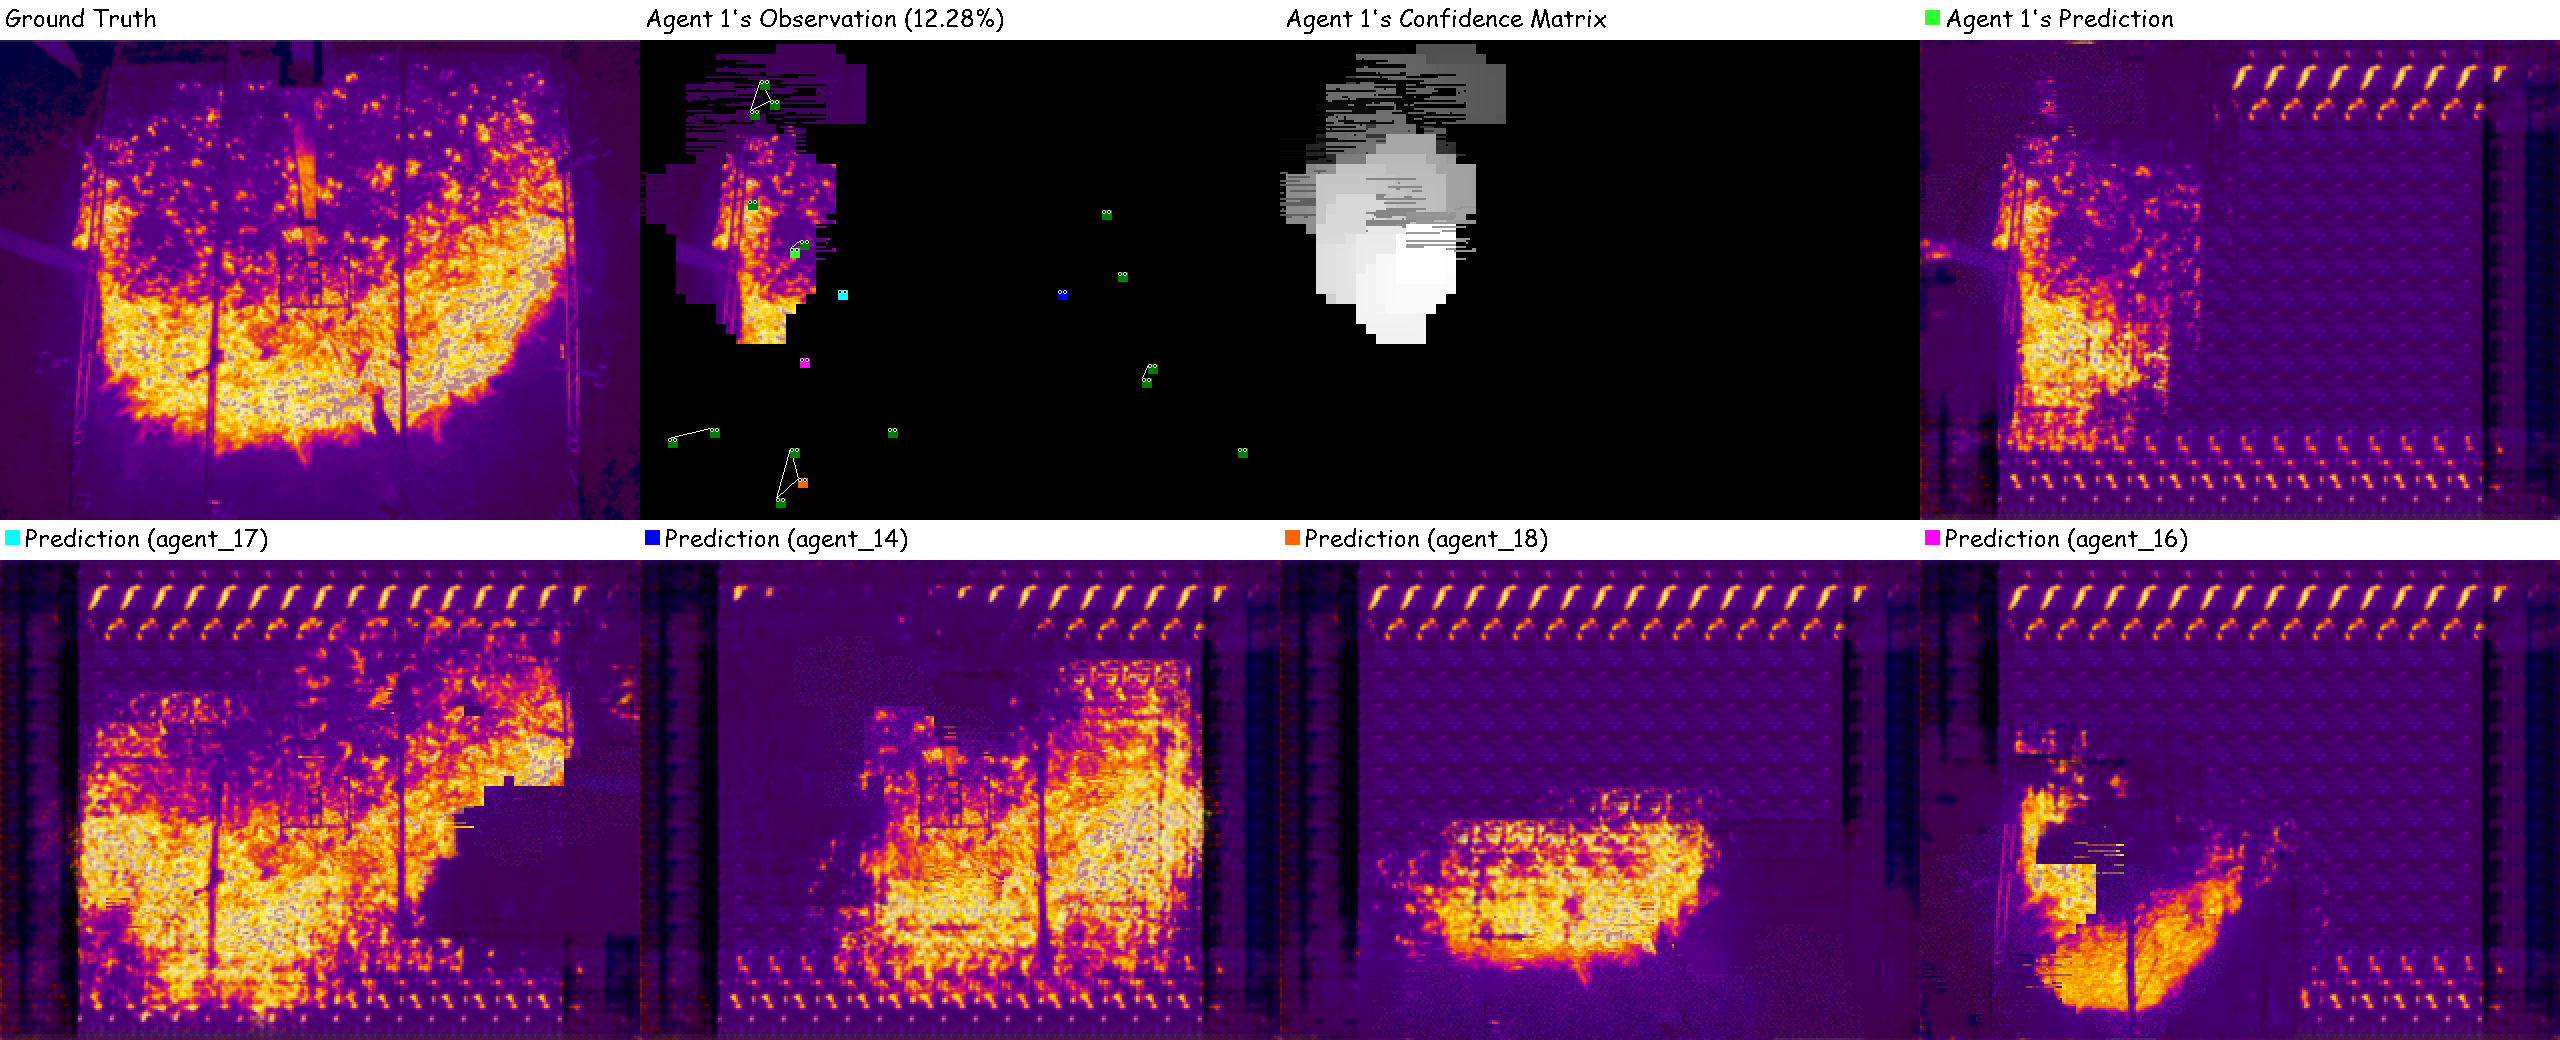 Ground Truth
Agent 1's Observation (12.28%)
Agent 1's Confidence Matrix
Agent 1's Prediction
Prediction (agent_17)
Prediction (agent_14)
Prediction (agent_18)
Prediction (agent_16)